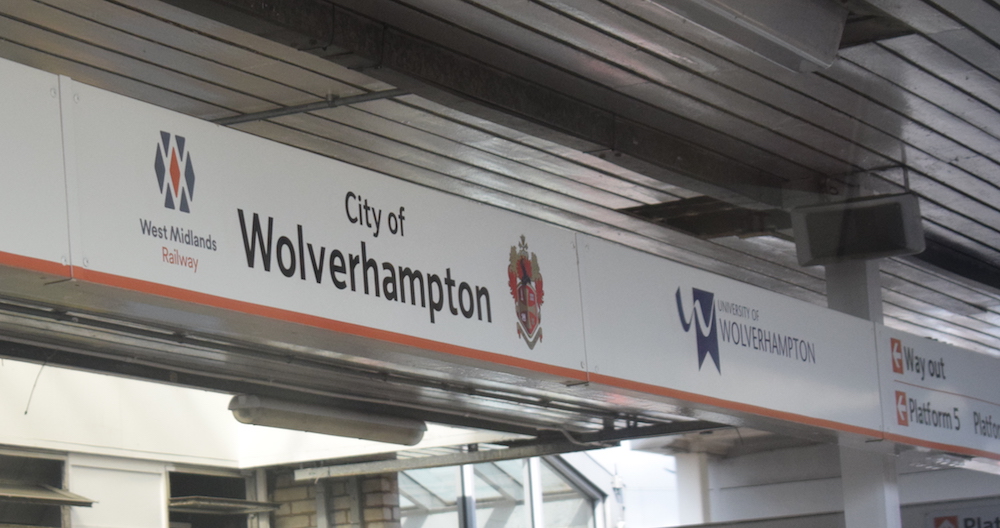 West Midlands
Railway
City of
Wolverhampton
UNIVERSITY OF
WOLVERHAMPTON
Way out
Platform 5